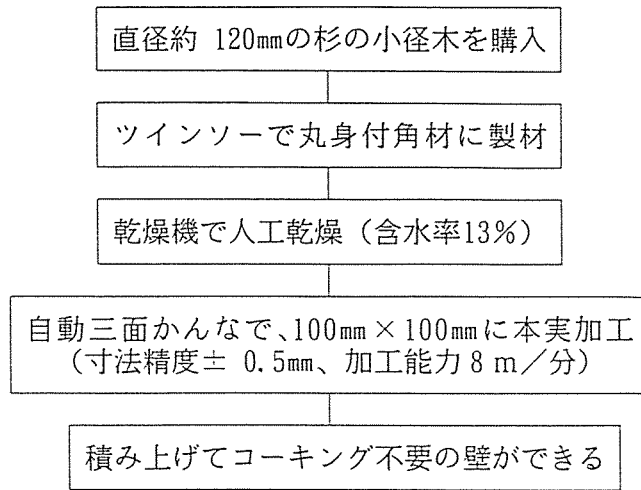 直径約 120㎜の杉の小径木を購入
ツインソーで丸身付角材に製材
乾燥機で人工乾燥（含水率13％）
自動三面かんなで、100㎜×100㎜に本実加工
（寸法精度± 0.5㎜、加工能力８ｍ／分）
積み上げてコーキング不要の壁ができる